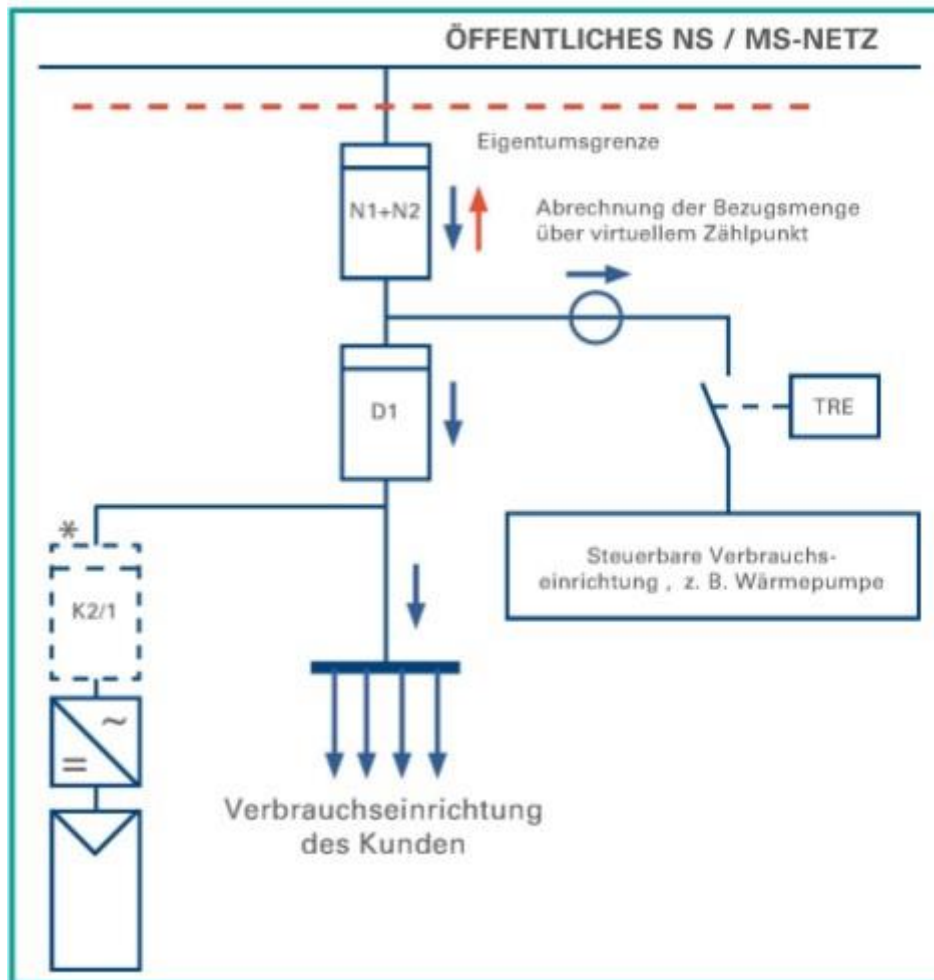 ÖFFENTLICHES NS / MS-NETZ
Eigentumsgrenze
N1+N2
Abrechnung der Bezugsmenge
über virtuellem Zählpunkt
D1
TRE
Steuerbare Verbrauchs-
einrichtung , z. B. Wärmepumpe
*
K2/1
~
=
Verbrauchseinrichtung
des Kunden